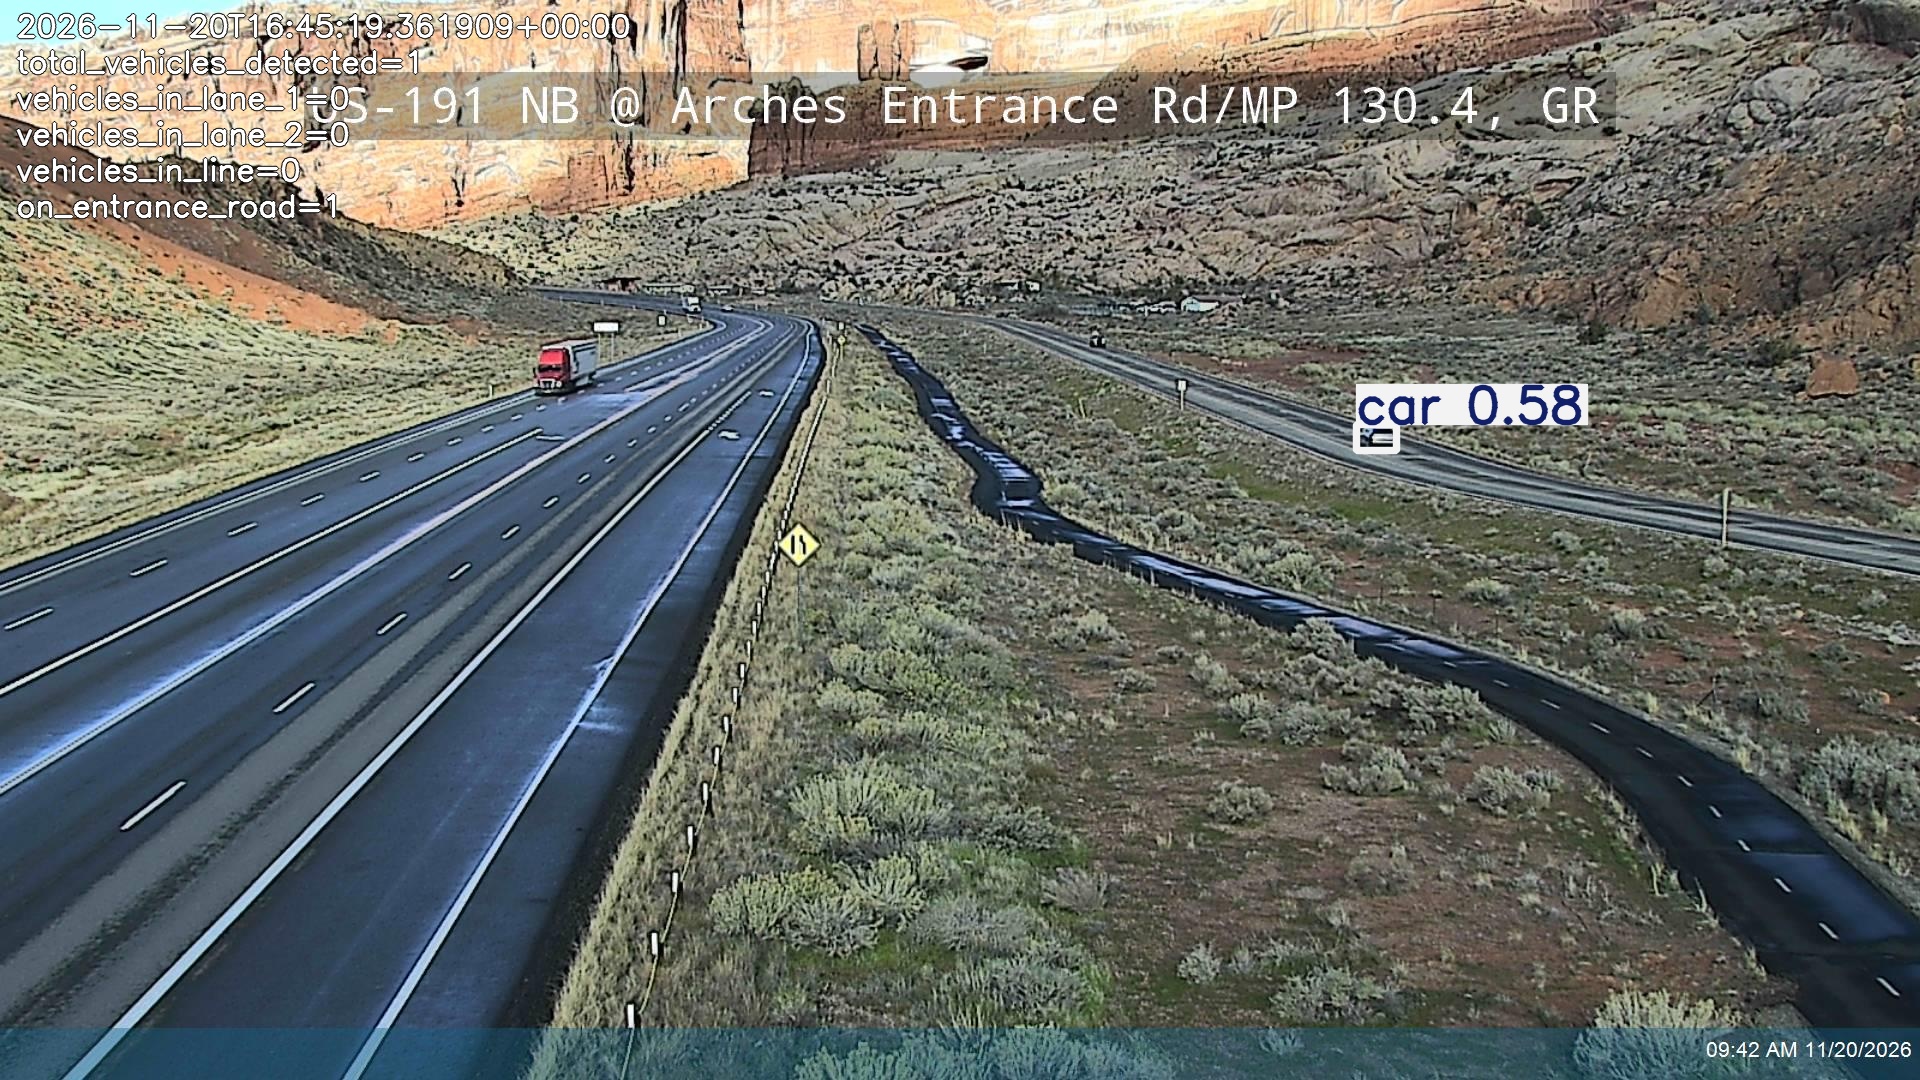 2026-11-20T16:45:19.361909+00:00
total_vehicles_detected=1
vehicles_in_lane_1=0
US-191 NB @ Arches Entrance Rd/MP 130.4, GR
vehicles_in_lane_2=0
vehicles_in_line=0
on_entrance_road=1
car 0.58
09:42 AM 11/20/2026